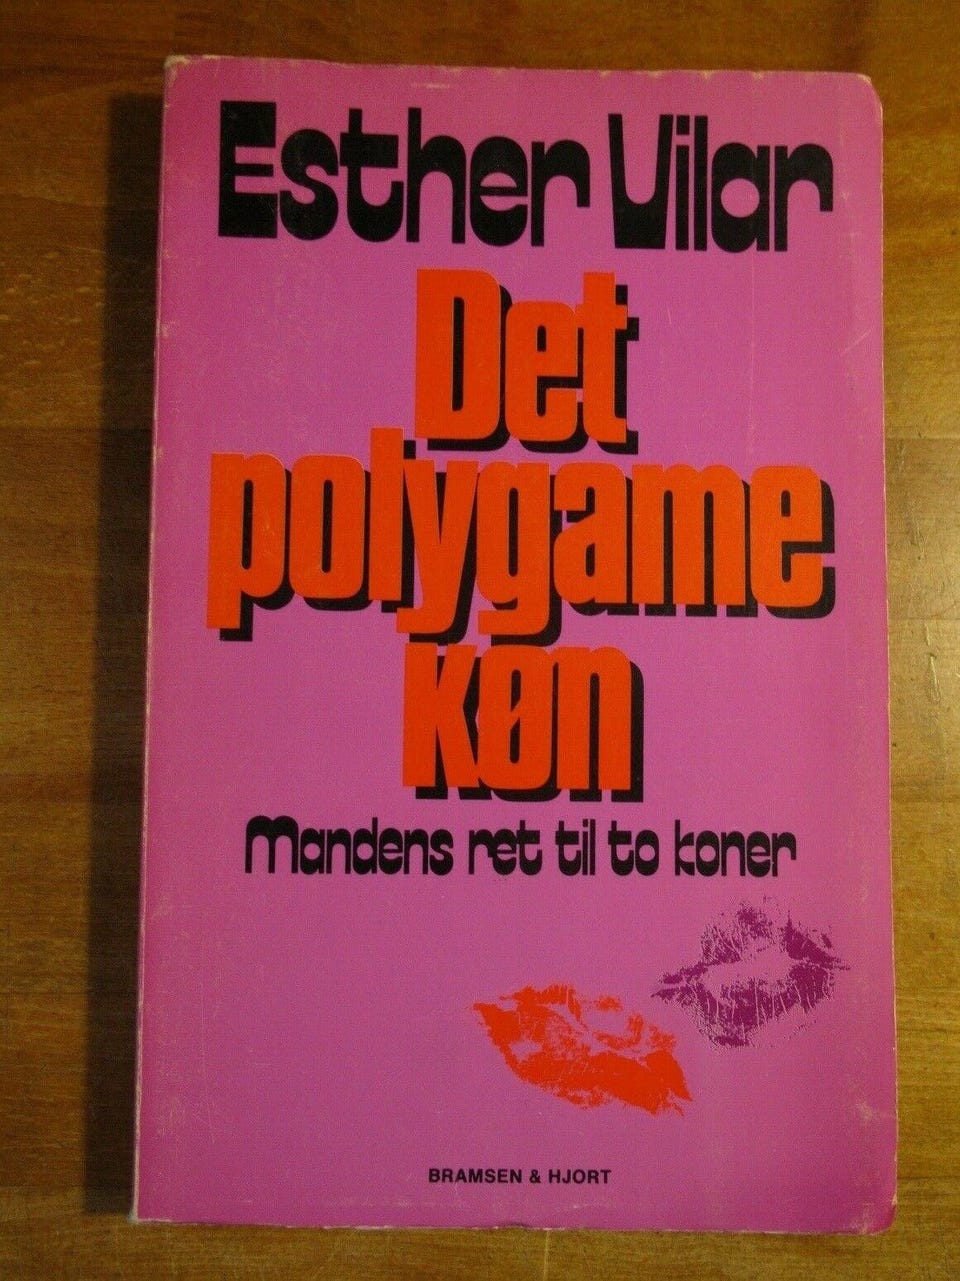 Esther Vilar
Det
polygame
køn
Mandens ret til to koner
BRAMSEN & HJORT